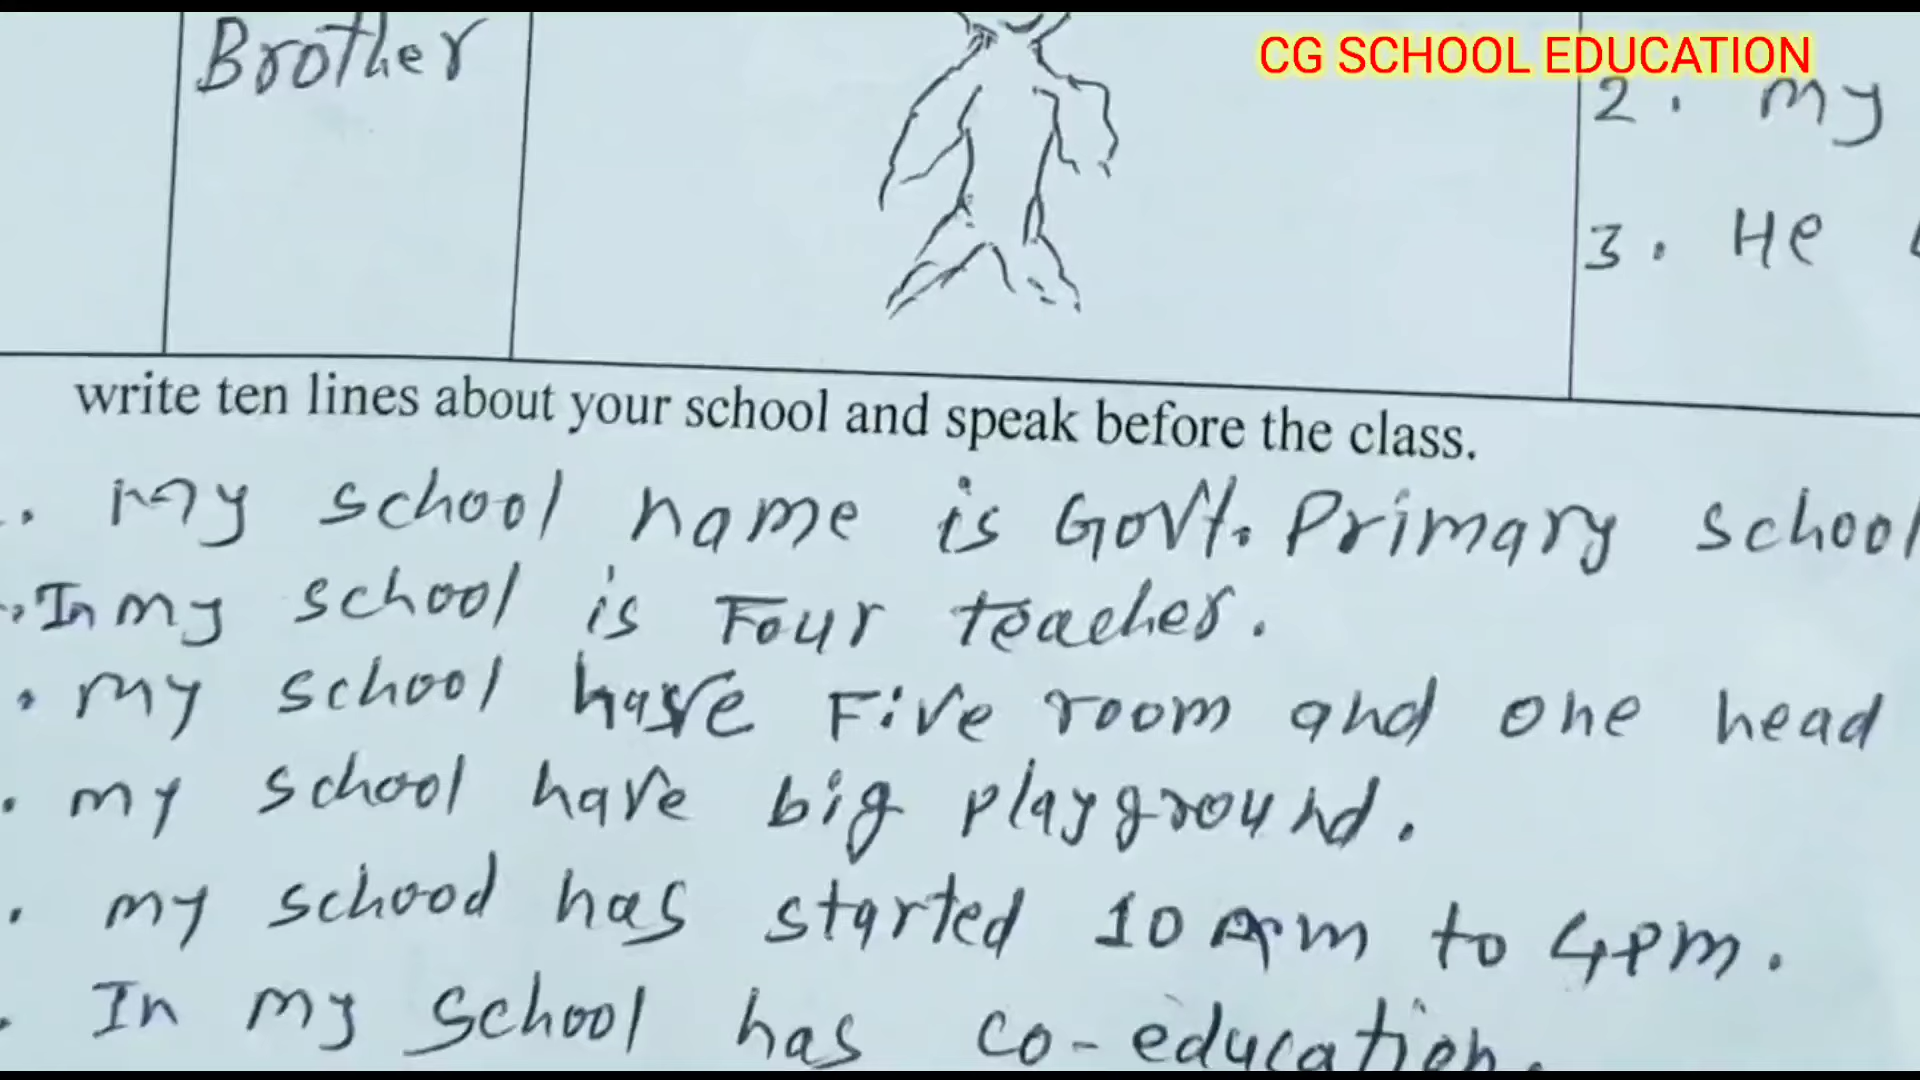 CG SCHOOL EDUCATION
Brother
2. my
3. He
write ten lines about your school and speak before the class.
. my school name is Govt. Primary school
. In my school is Four teacher.
. my school have Five room and one head
. my school have big playground.
. my school has started 10 Am to 4 pm.
. In my school has co-education.